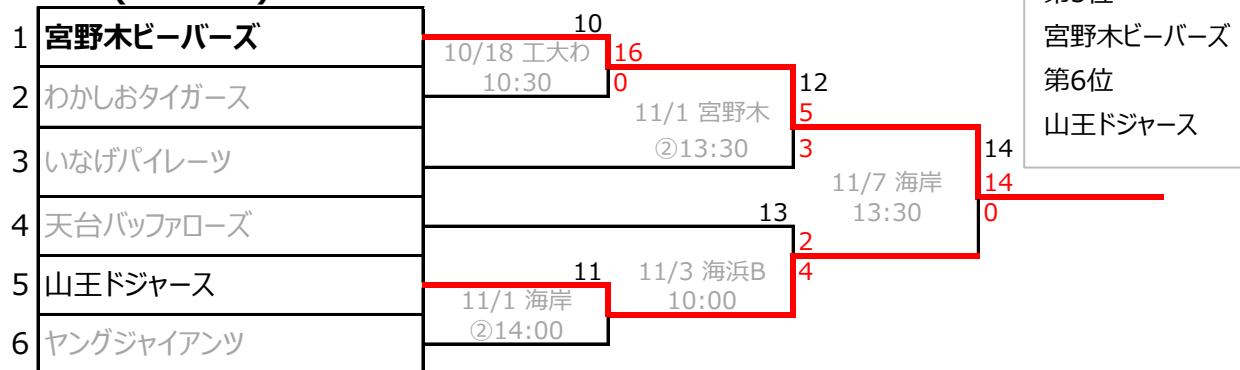 1 宮野木ビーバーズ
2 わかしおタイガース
3 いなげパイレーツ
4 天台バッファローズ
5 山王ドジャース
6 ヤングジャイアンツ
10
10/18 工大わ
10:30
16
0
11
11/1 海岸
②14:00
12
11/1 宮野木
②13:30
5
3
13
11/3 海浜B
10:00
2
4
14
11/7 海岸
13:30
14
0
宮野木ビーバーズ
第6位
山王ドジャース